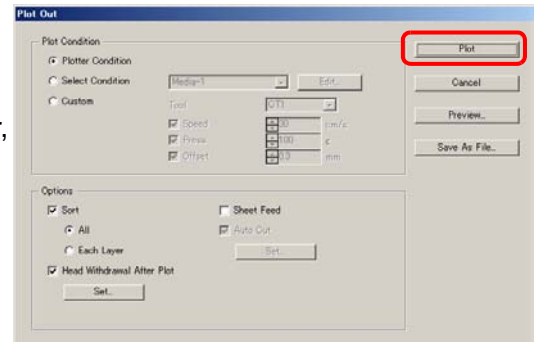 Plot Out
Plot Condition
Plotter Condition
Select Condition
Media-1
Edit...
Custom
Tool
Speed
30
cm/s
Press
100
g
Offset
mm
Plot
Cancel
Preview...
Save As File...
,
Options
Sort
All
Each Layer
Head Withdrawal After Plot
Set...
Sheet Feed
Auto Cut
Set...